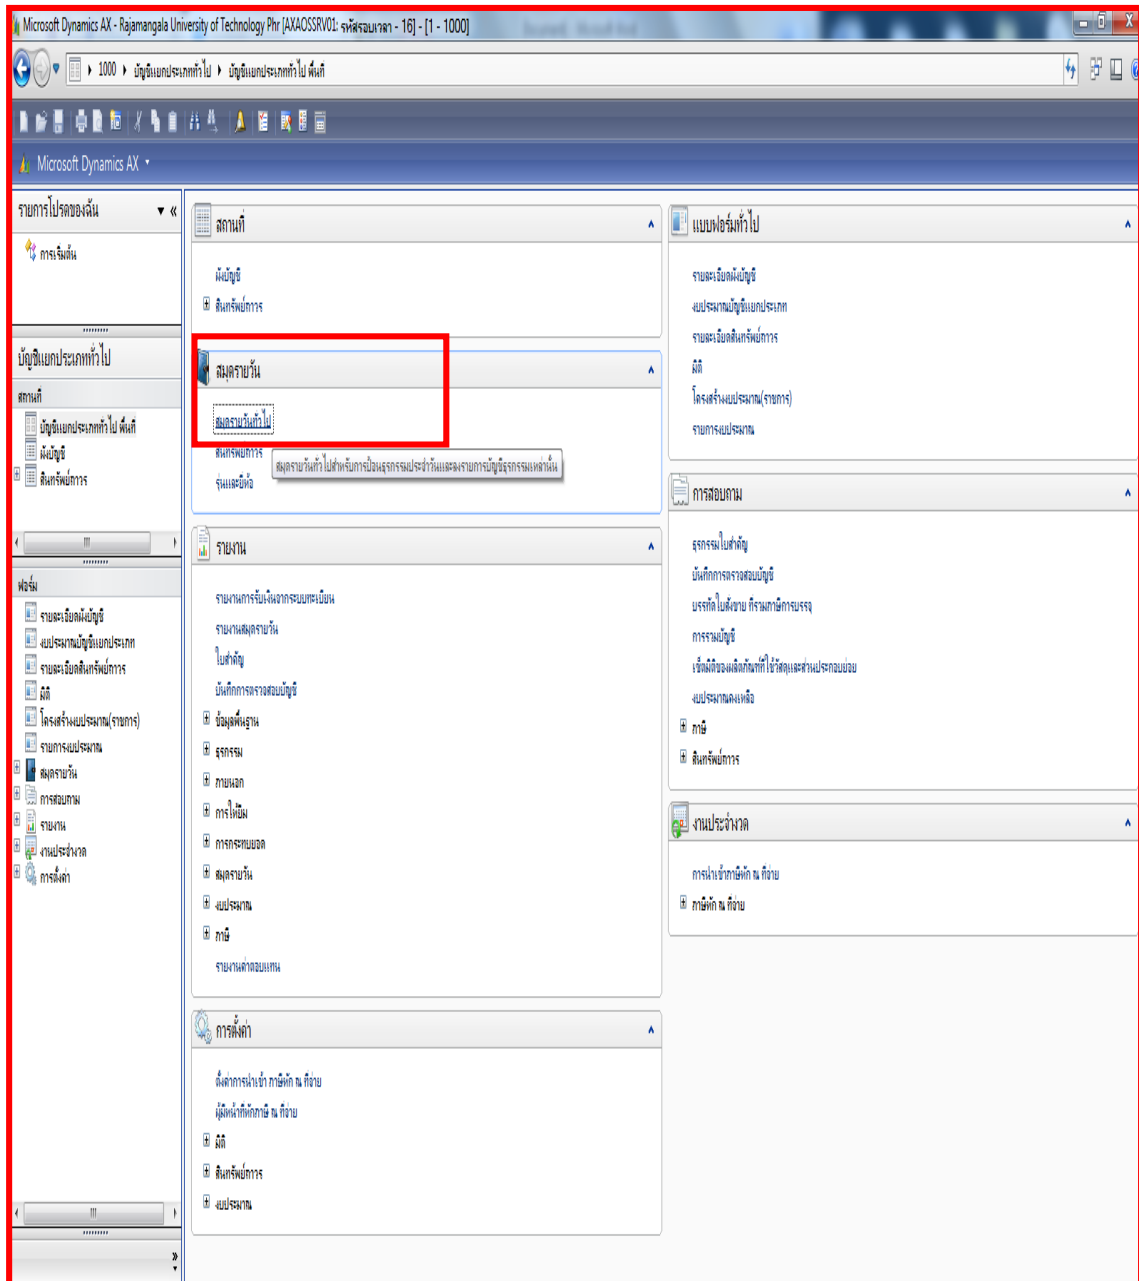 Microsoft Dynamics AX - Rajamangala University of Technology Phr [AXAOSSRV01: รหัสรอบเวลา - 16] - [1 - 1000]
1000 บัญชีแยกประเภททั่วไป บัญชีแยกประเภททั่วไป พื้นที่
Microsoft Dynamics AX
รายการโปรดของฉัน
การเริ่มต้น
บัญชีแยกประเภททั่วไป
สถานที่
บัญชีแยกประเภททั่วไป พื้นที่
ผังบัญชี
สินทรัพย์ถาวร
ฟอร์ม
รายละเอียดผังบัญชี
งบประมาณบัญชีแยกประเภท
รายละเอียดสินทรัพย์ถาวร
มิติ
โครงสร้างงบประมาณ(ราชการ)
รายการงบประมาณ
สมุดรายวัน
การสอบถาม
รายงาน
งานประจำงวด
การตั้งค่า
สถานที่
ผังบัญชี
สินทรัพย์ถาวร
สมุดรายวัน
สมุดรายวันทั่วไป
สินทรัพย์ถาวร
สมุดรายวันทั่วไปสำหรับการป้อนธุรกรรมประจำวันและลงรายการบัญชีธุรกรรมเหล่านั้น
รุ่นและยี่ห้อ
รายงาน
รายงานการรับเงินจากระบบทะเบียน
รายงานสมุดรายวัน
ใบสำคัญ
บันทึกการตรวจสอบบัญชี
ข้อมูลพื้นฐาน
ธุรกรรม
ภายนอก
การให้ยืม
การกระทบยอด
สมุดรายวัน
งบประมาณ
ภาษี
รายงานค่าตอบแทน
การตั้งค่า
ตั้งค่าการนำเข้า ภาษีหัก ณ ที่จ่าย
ผู้มีหน้าที่หักภาษี ณ ที่จ่าย
มิติ
สินทรัพย์ถาวร
งบประมาณ
แบบฟอร์มทั่วไป
รายละเอียดผังบัญชี
งบประมาณบัญชีแยกประเภท
รายละเอียดสินทรัพย์ถาวร
มิติ
โครงสร้างงบประมาณ(ราชการ)
รายการงบประมาณ
การสอบถาม
ธุรกรรมใบสำคัญ
บันทึกการตรวจสอบบัญชี
บรรทัดใบสั่งขาย ที่รวมภาษีการบรรจุ
การรวมบัญชี
เซ็ตมิติของผลิตภัณฑ์ที่ใช้วัสดุและส่วนประกอบย่อย
งบประมาณคงเหลือ
ภาษี
สินทรัพย์ถาวร
งานประจำงวด
การนำเข้าภาษีหัก ณ ที่จ่าย
ภาษีหัก ณ ที่จ่าย